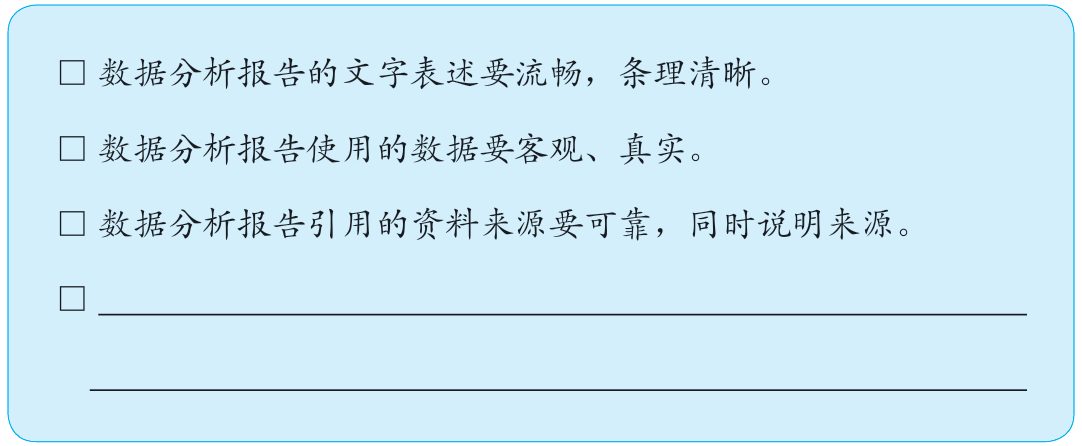 □ 数据分析报告的文字表述要流畅，条理清晰。
□ 数据分析报告使用的数据要客观、真实。
□ 数据分析报告引用的资料来源要可靠，同时说明来源。
□